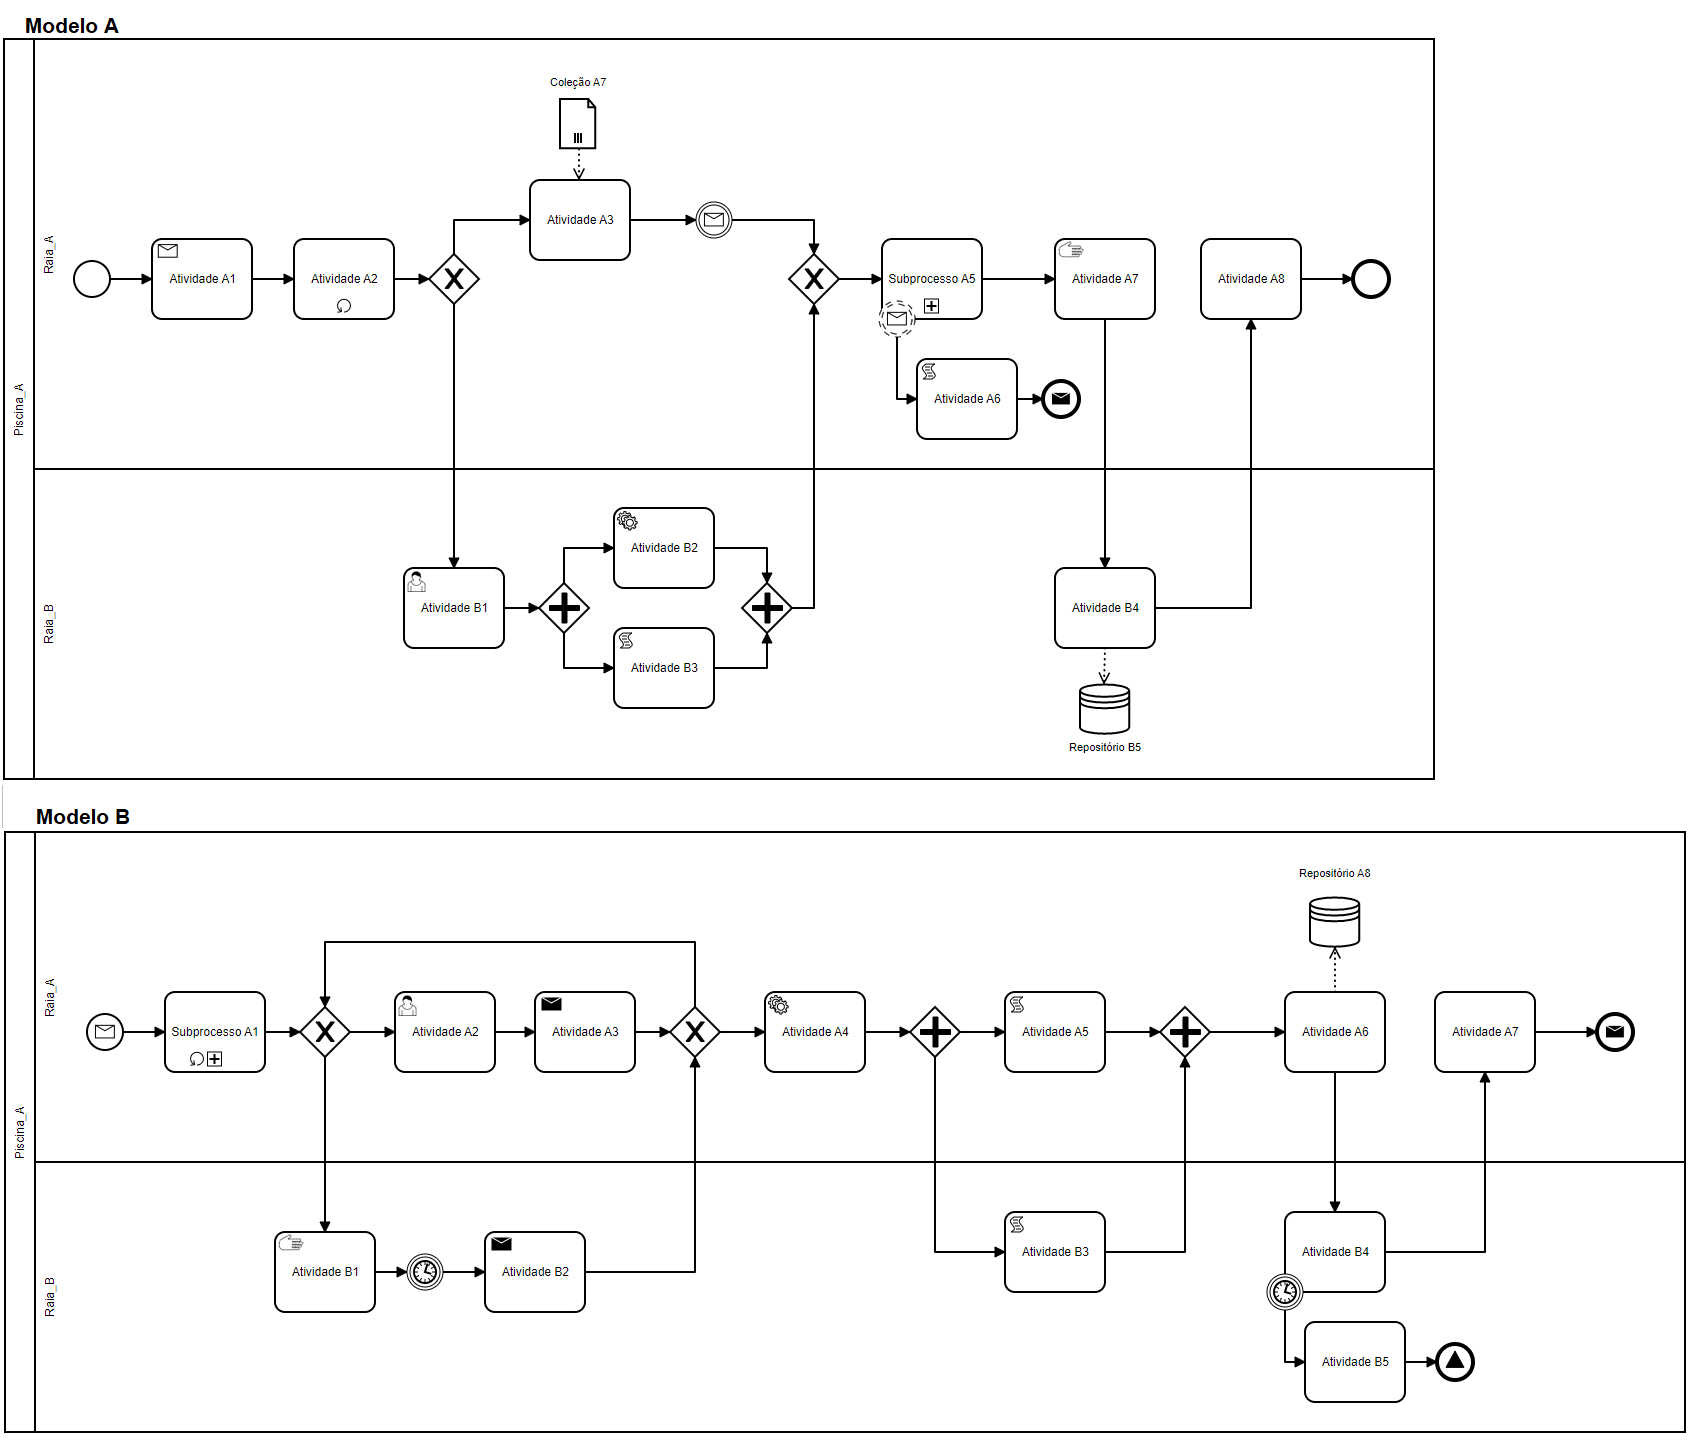 Modelo A
Piscina_A
Raia_A
Coleção A7
Atividade A1
Atividade A2
Atividade A3
Subprocesso A5
Atividade A7
Atividade A8
Atividade A6
Raia_B
Atividade B1
Atividade B2
Atividade B3
Atividade B4
Repositório B5
Modelo B
Piscina_A
Raia_A
Repositório A8
Subprocesso A1
Atividade A2
Atividade A3
Atividade A4
Atividade A5
Atividade A6
Atividade A7
Raia_B
Atividade B1
Atividade B2
Atividade B3
Atividade B4
Atividade B5